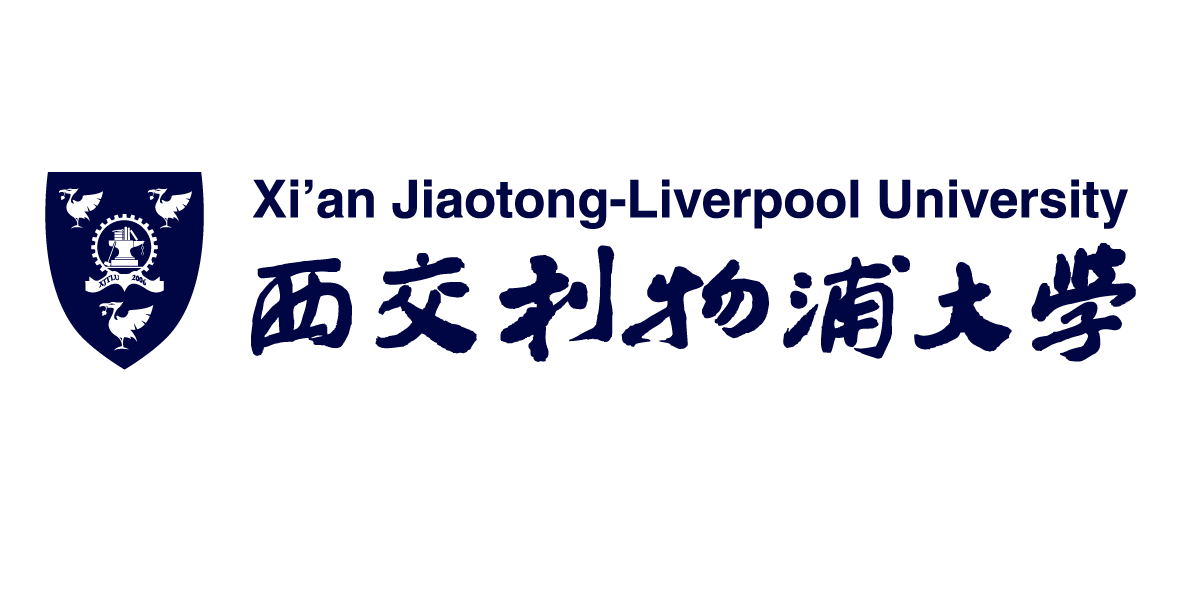 Xi’an Jiaotong-Liverpool University
西交利物浦大学
XJTLU 2006